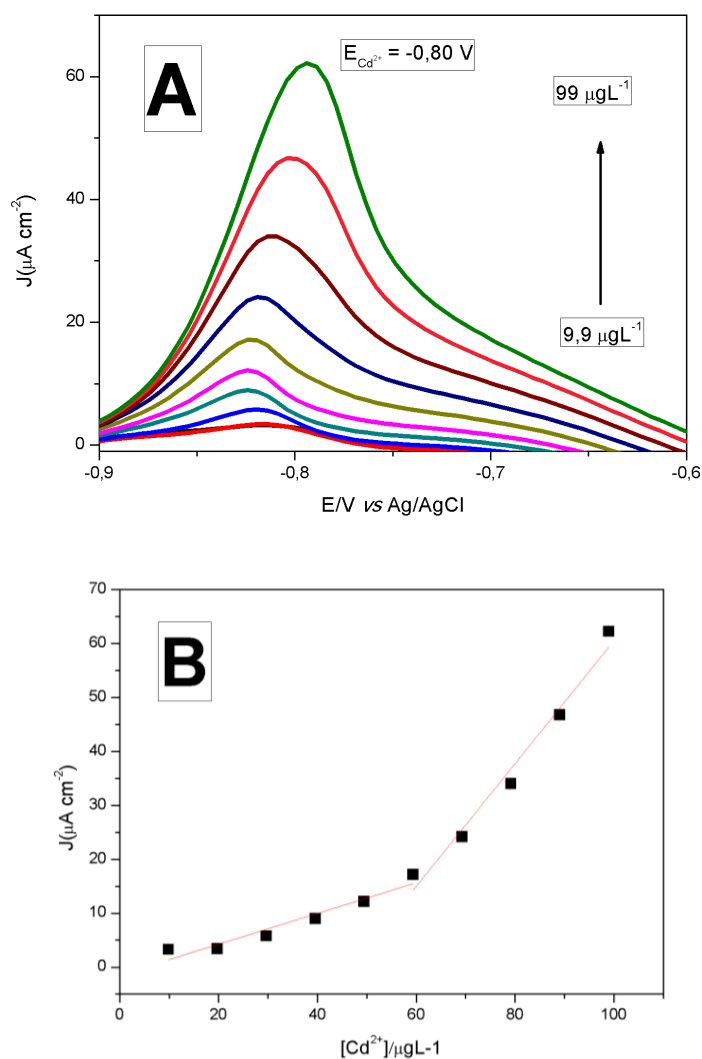 A
E_Cd²⁺ = -0,80 V
99 µgL⁻¹
9,9 µgL⁻¹
J(µA cm⁻²)
60
40
20
0
-0,9
-0,8
-0,7
-0,6
E/V vs Ag/AgCl
B
J(µA cm⁻²)
70
60
50
40
30
20
10
0
0
20
40
60
80
100
[Cd²⁺]/µgL-1